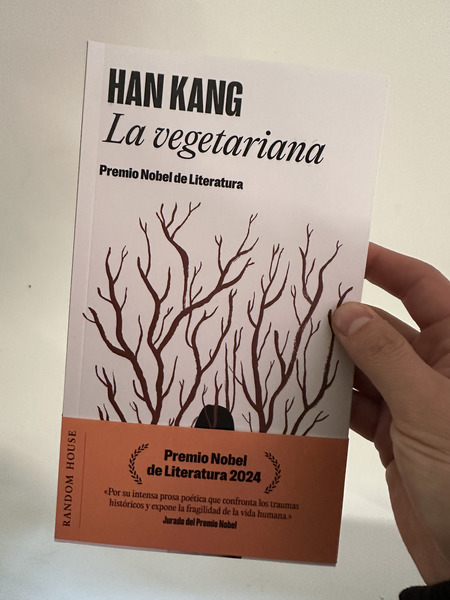 HAN KANG
La vegetariana
Premio Nobel de Literatura
RANDOM HOUSE
Premio Nobel
de Literatura 2024
«Por su intensa prosa poética que confronta los traumas
históricos y expone la fragilidad de la vida humana.»
Jurado del Premio Nobel